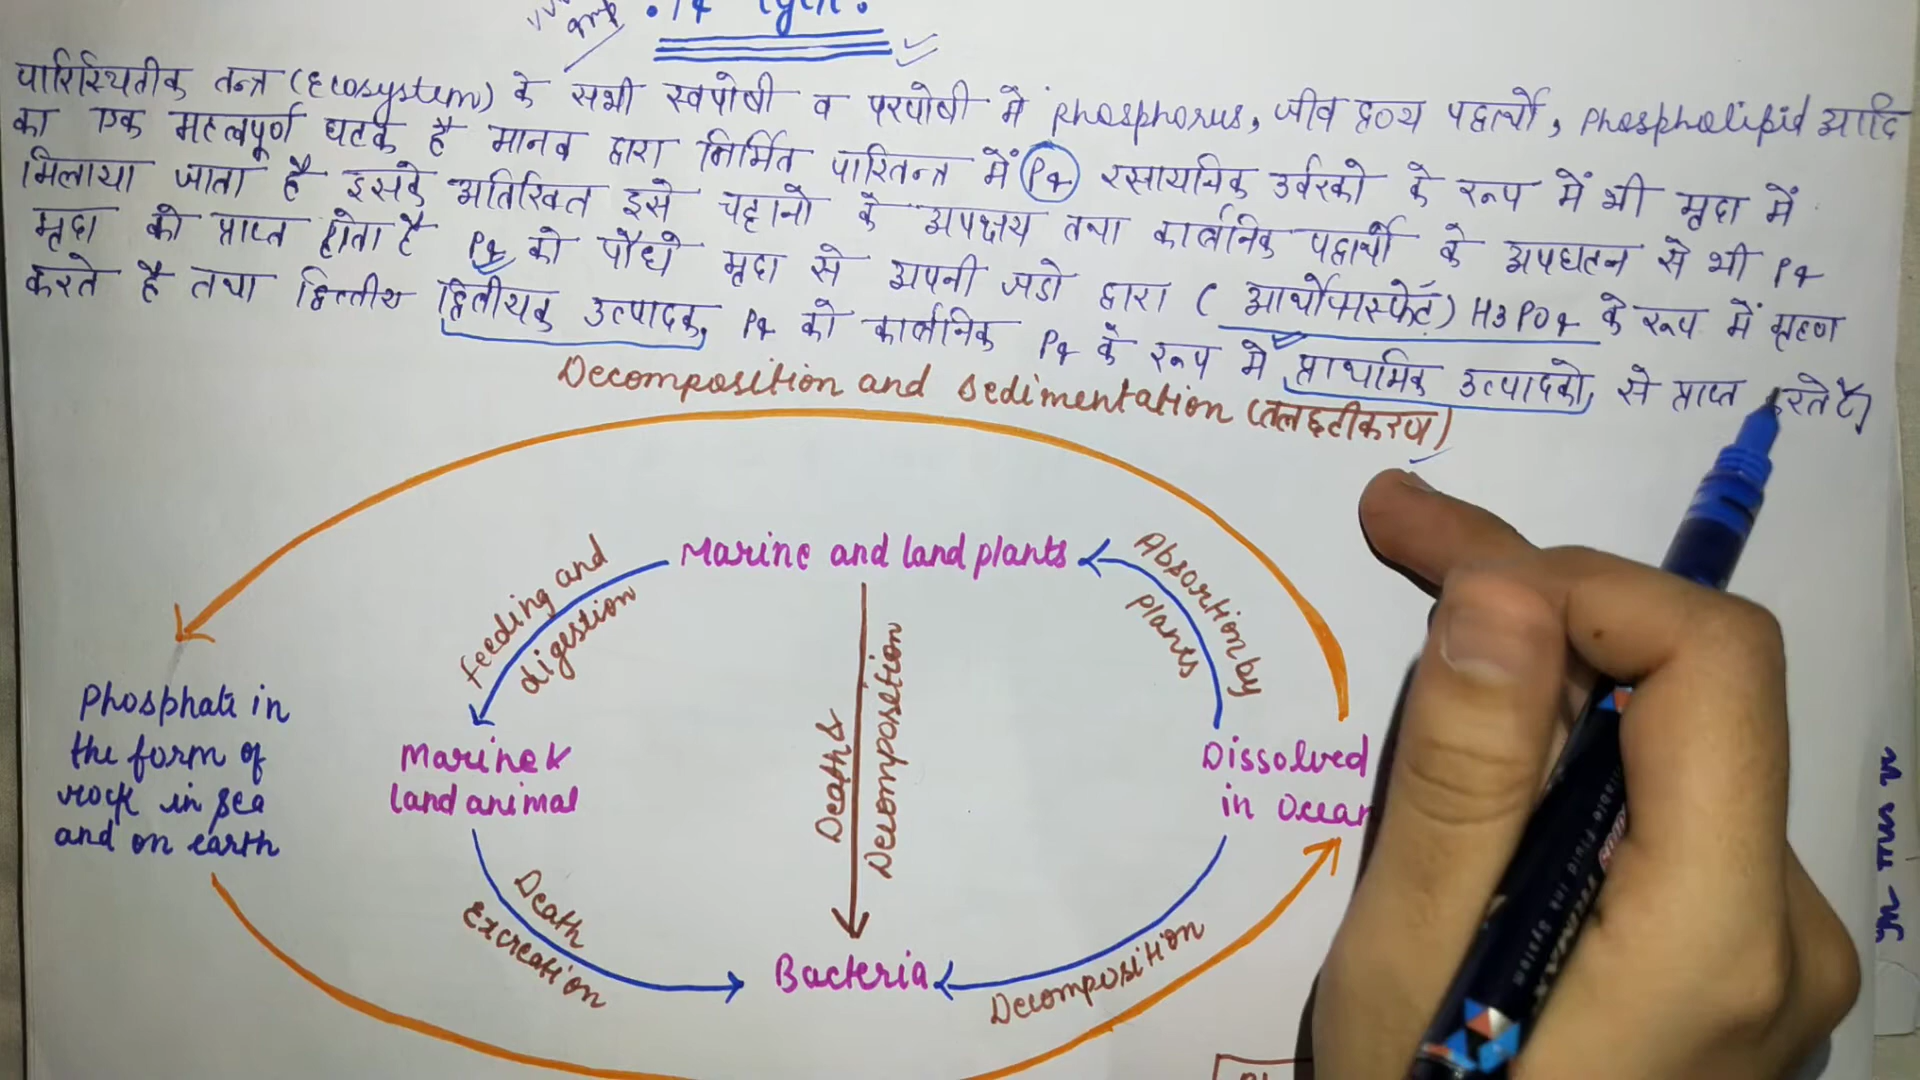 पारिस्थितीक तन्त्र (Ecosystem) के सभी स्वपोषी व परपोषी में Phosphorus, जीव द्रव्य पदार्थो, Phospholipid आदि
का एक महत्वपूर्ण घटक है मानव द्वारा निर्मित पारितन्त्र में P4 रसायनिक उर्वरको के रूप में भी मृदा में
मिलाया जाता है इसके अतिरिक्त इसे चट्टानो के अपक्षय तथा कार्बनिक पदार्थो के अपघटन से भी P4
मृदा को प्राप्त होता है P4 को पौधे मृदा से अपनी जडो द्वारा (आर्थोफास्फेट) H3PO4 के रूप में ग्रहण
करते है तथा द्वितीय द्वितीयक उत्पादक, P4 को कार्बनिक P4 के रूप मे प्राथमिक उत्पादको, से प्राप्त करते है।
Decomposition and sedimentation (तलछटीकरण)
Marine and land plants
Feeding and
digestion
Absortion by
plants
Death &
Decomposition
Phosphate in
the form of
rock in sea
and on earth
Marine &
land animal
Dissolved
in Ocean
Death
Excreation
Bacteria
Decomposition